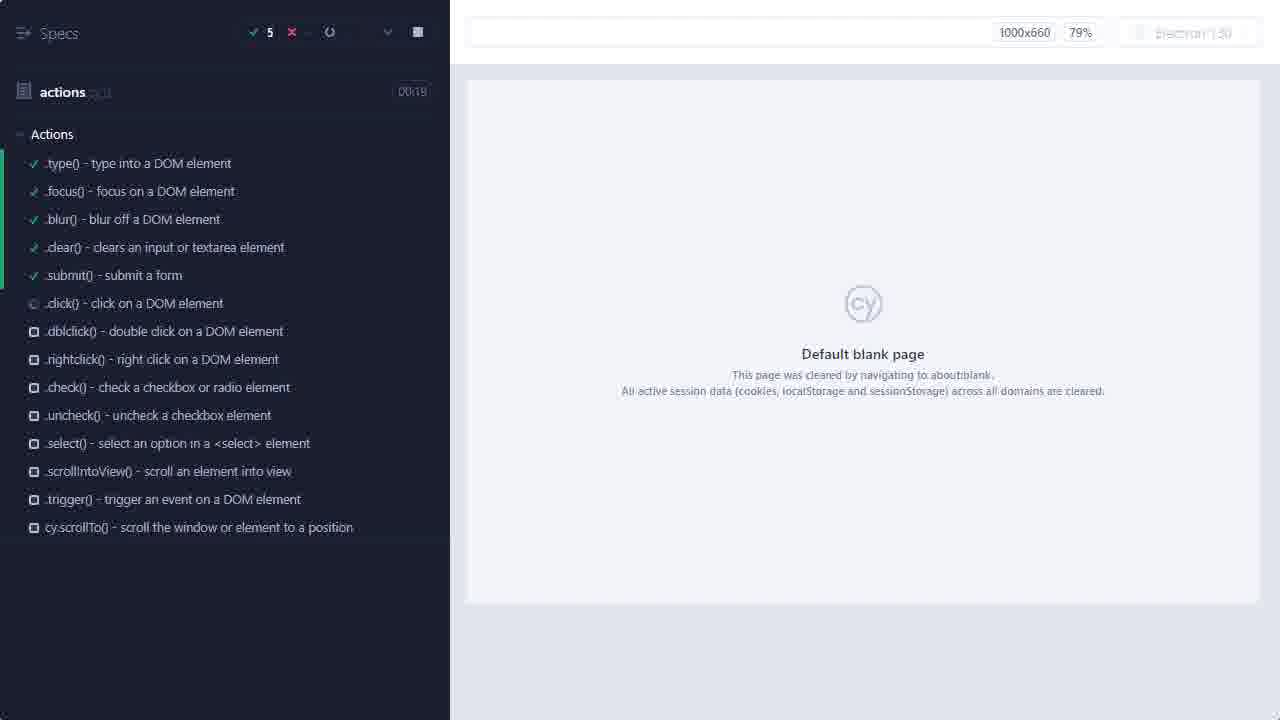 Specs
5
1000x660
79%
actions
00:19
Actions
.type() - type into a DOM element
.focus() - focus on a DOM element
.blur() - blur off a DOM element
.clear() - clears an input or textarea element
.submit() - submit a form
.click() - click on a DOM element
.dblclick() - double click on a DOM element
.rightclick() - right click on a DOM element
.check() - check a checkbox or radio element
.uncheck() - uncheck a checkbox element
.select() - select an option in a <select> element
.scrollIntoView() - scroll an element into view
.trigger() - trigger an event on a DOM element
cy.scrollTo() - scroll the window or element to a position
cy
Default blank page
This page was cleared by navigating to about:blank.
All active session data (cookies, localStorage and sessionStorage) across all domains are cleared.